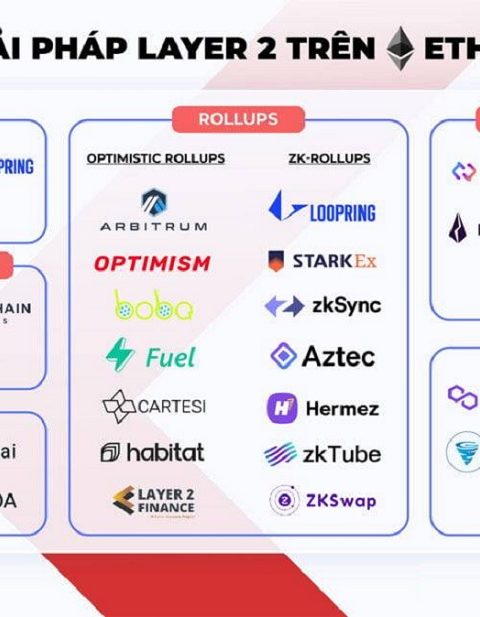 ẢI PHÁP LAYER 2 TRÊN ETH
ROLLUPS
OPTIMISTIC ROLLUPS
ARBITRUM
OPTIMISM
boba
Fuel
CARTESI
habitat
LAYER 2
FINANCE
ZK-ROLLUPS
LOOPRING
STARKEx
zkSync
Aztec
Hermez
zkTube
ZKSwap
PRING
HAIN
S
ai
OA